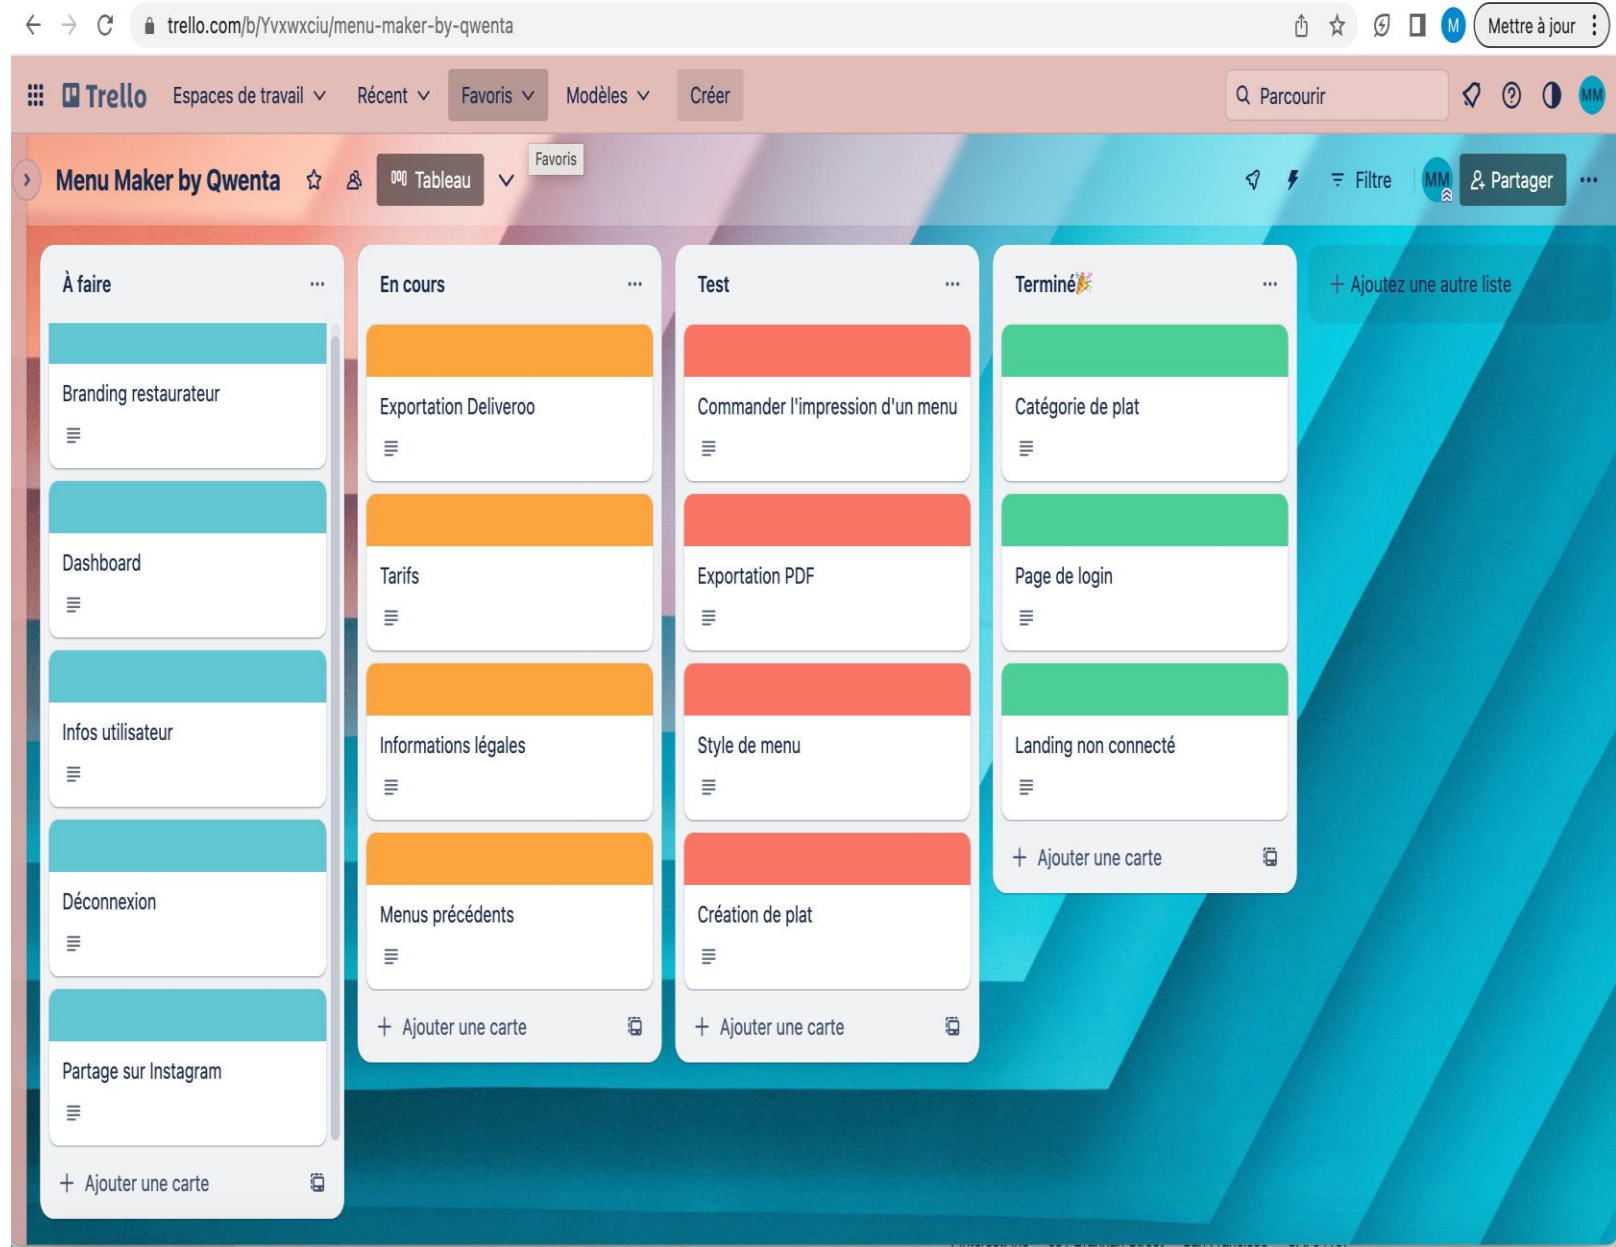 trello.com/b/Yvxwxciu/menu-maker-by-qwenta
M
Mettre à jour
Trello
Espaces de travail
Récent
Favoris
Modèles
Créer
Parcourir
MM
Favoris
Menu Maker by Qwenta
Tableau
Filtre
MM
Partager
À faire
Branding restaurateur
Dashboard
Infos utilisateur
Déconnexion
Partage sur Instagram
+ Ajouter une carte
En cours
Exportation Deliveroo
Tarifs
Informations légales
Menus précédents
+ Ajouter une carte
Test
Commander l'impression d'un menu
Exportation PDF
Style de menu
Création de plat
+ Ajouter une carte
Terminé🎉
Catégorie de plat
Page de login
Landing non connecté
+ Ajouter une carte
+ Ajoutez une autre liste